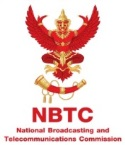 NBTC
National Broadcasting and
Telecommunications Commission